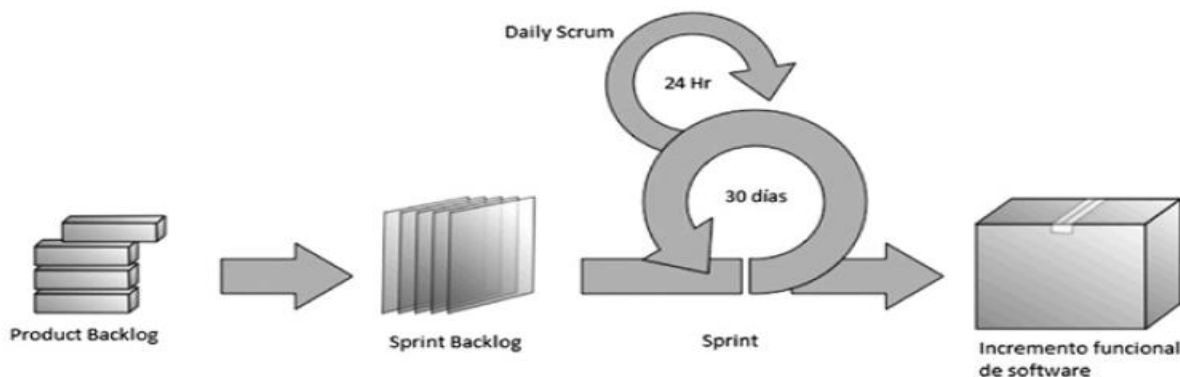 Daily Scrum
24 Hr
30 días
Product Backlog
Sprint Backlog
Sprint
Incremento funcional
de software